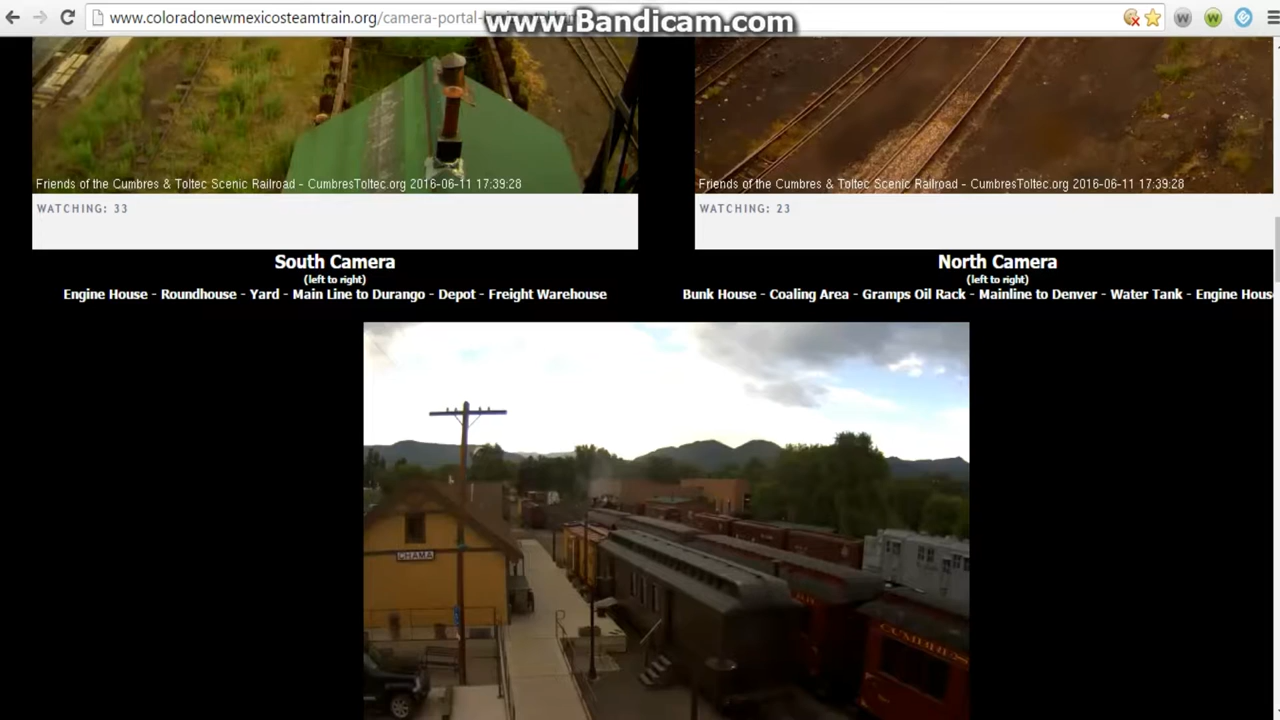 www.coloradonewmexicosteamtrain.org/camera-portal-
www.Bandicam.com
Friends of the Cumbres & Toltec Scenic Railroad - CumbresToltec.org 2016-06-11 17:39:28
WATCHING: 33
South Camera
(left to right)
Engine House - Roundhouse - Yard - Main Line to Durango - Depot - Freight Warehouse
Friends of the Cumbres & Toltec Scenic Railroad - CumbresToltec.org 2016-06-11 17:39:28
WATCHING: 23
North Camera
(left to right)
Bunk House - Coaling Area - Gramps Oil Rack - Mainline to Denver - Water Tank - Engine Hous
CHAMA
CUMBRES